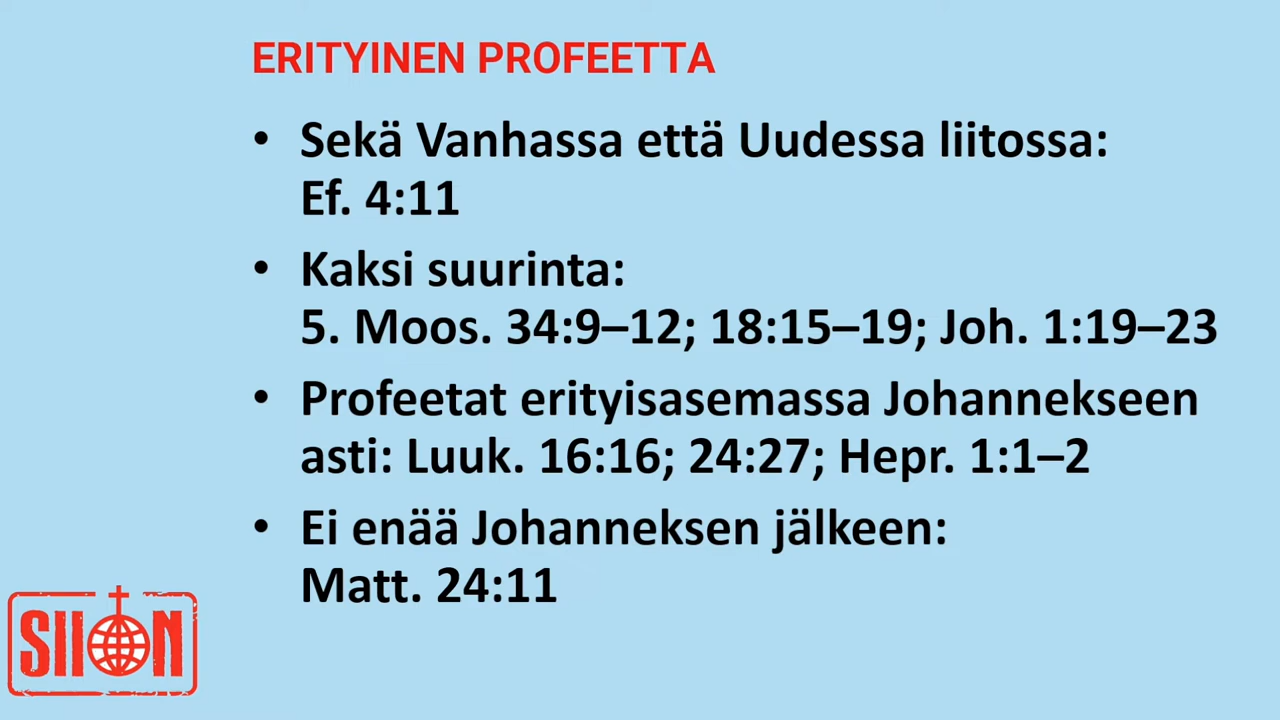 ERITYINEN PROFEETTA
• Sekä Vanhassa että Uudessa liitossa:
Ef. 4:11
• Kaksi suurinta:
5. Moos. 34:9–12; 18:15–19; Joh. 1:19–23
• Profeetat erityisasemassa Johannekseen
asti: Luuk. 16:16; 24:27; Hepr. 1:1–2
• Ei enää Johanneksen jälkeen:
Matt. 24:11
SIION